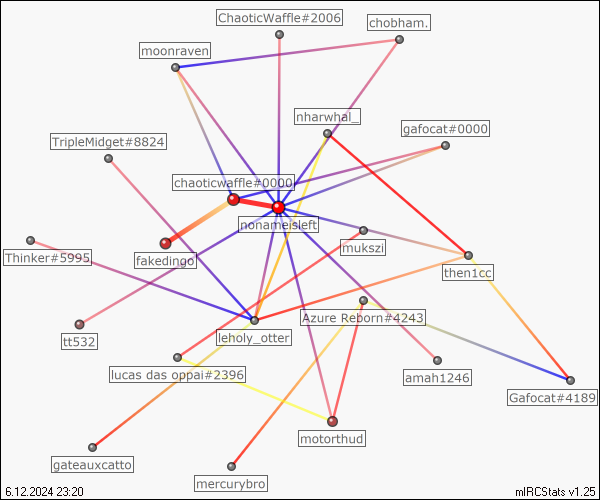 ChaoticWaffle#2006
chobham.
moonraven
nharwhal_
gafocat#0000
TripleMidget#8824
chaoticwaffle#0000
nonameisleft
mukszi
Thinker#5995
fakedingo
then1cc
Azure Reborn#4243
tt532
leholy_otter
lucas das oppai#2396
amah1246
Gafocat#4189
motorthud
gateauxcatto
mercurybro
6.12.2024 23:20
mIRCStats v1.25